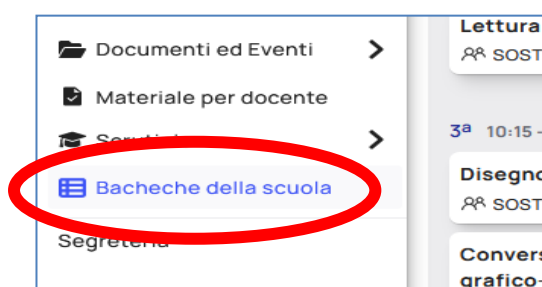 Documenti ed Eventi
Materiale per docente
Bacheche della scuola
Segreteria
Lettura
SOST
3ª 10:15 -
Disegno
SOST
Convers
grafico-